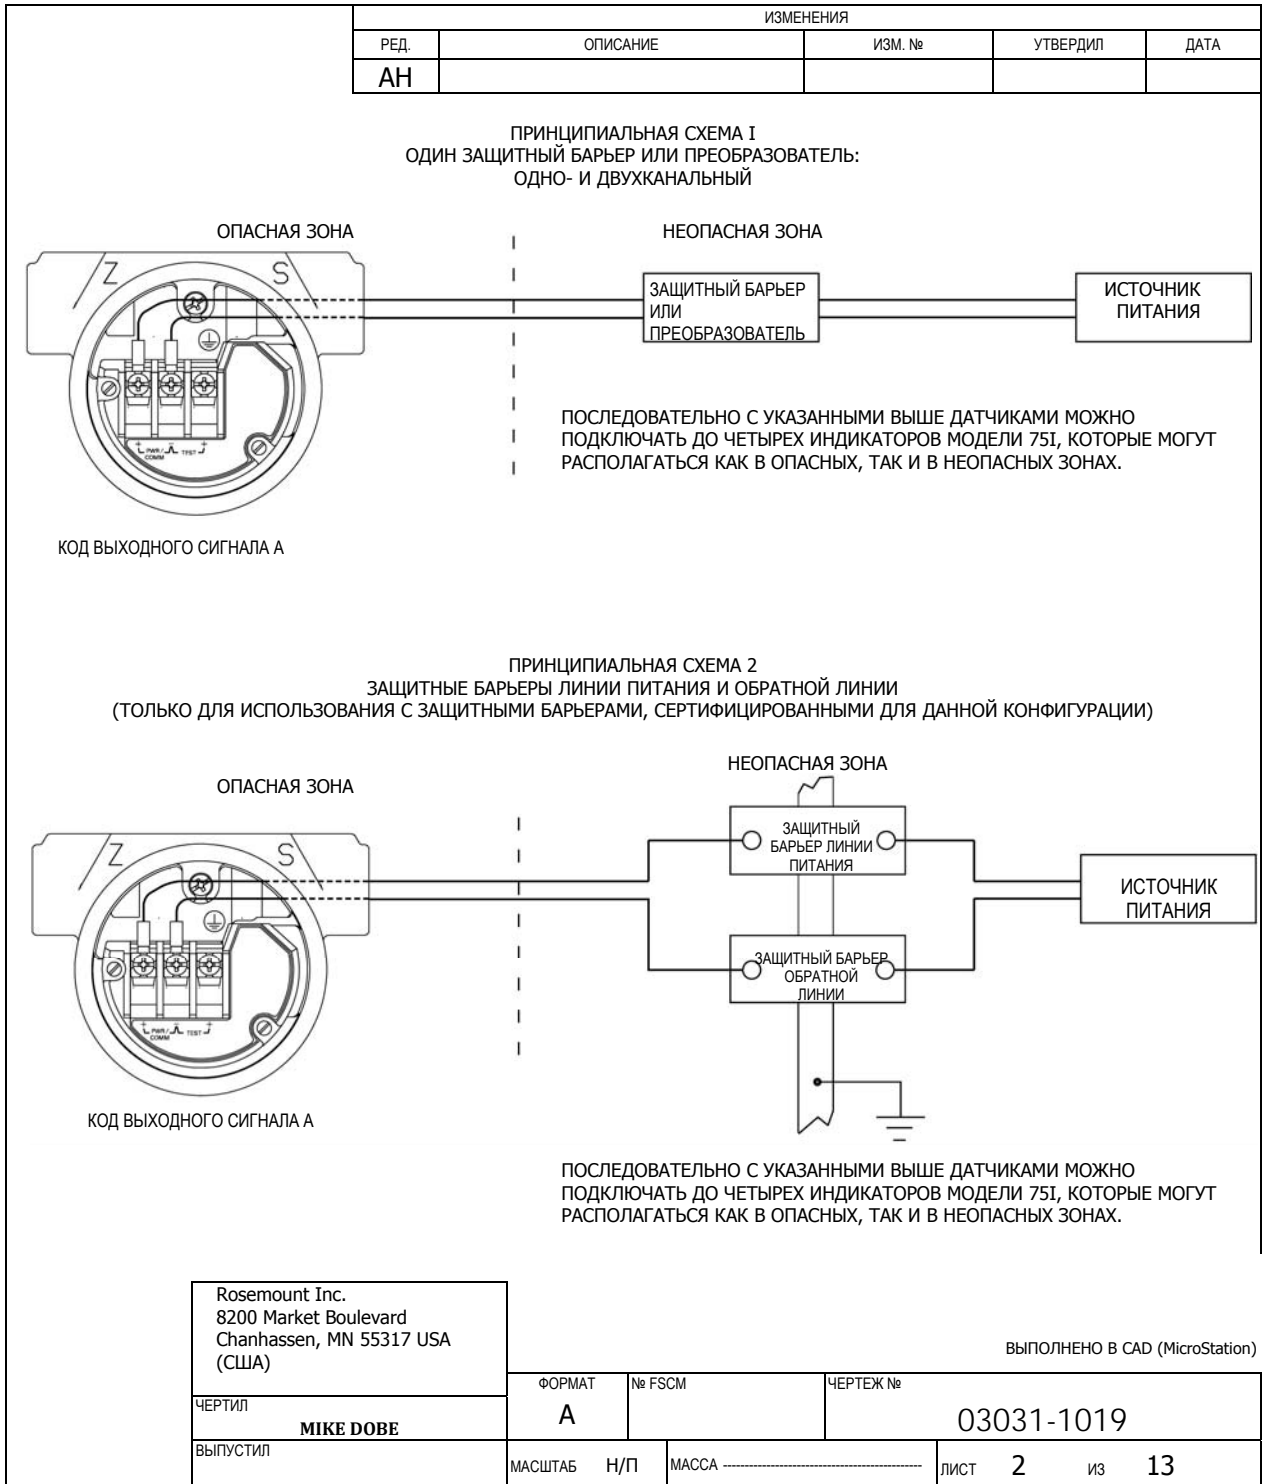 ИЗМЕНЕНИЯ
РЕД. ОПИСАНИЕ ИЗМ. № УТВЕРДИЛ ДАТА
AH
ПРИНЦИПИАЛЬНАЯ СХЕМА I
ОДИН ЗАЩИТНЫЙ БАРЬЕР ИЛИ ПРЕОБРАЗОВАТЕЛЬ:
ОДНО- И ДВУХКАНАЛЬНЫЙ
ОПАСНАЯ ЗОНА
НЕОПАСНАЯ ЗОНА
Z S
ЗАЩИТНЫЙ БАРЬЕР
ИЛИ
ПРЕОБРАЗОВАТЕЛЬ
ИСТОЧНИК
ПИТАНИЯ
+ PWR / COMM − TEST +
ПОСЛЕДОВАТЕЛЬНО С УКАЗАННЫМИ ВЫШЕ ДАТЧИКАМИ МОЖНО
ПОДКЛЮЧАТЬ ДО ЧЕТЫРЕХ ИНДИКАТОРОВ МОДЕЛИ 75I, КОТОРЫЕ МОГУТ
РАСПОЛАГАТЬСЯ КАК В ОПАСНЫХ, ТАК И В НЕОПАСНЫХ ЗОНАХ.
КОД ВЫХОДНОГО СИГНАЛА А
ПРИНЦИПИАЛЬНАЯ СХЕМА 2
ЗАЩИТНЫЕ БАРЬЕРЫ ЛИНИИ ПИТАНИЯ И ОБРАТНОЙ ЛИНИИ
(ТОЛЬКО ДЛЯ ИСПОЛЬЗОВАНИЯ С ЗАЩИТНЫМИ БАРЬЕРАМИ, СЕРТИФИЦИРОВАННЫМИ ДЛЯ ДАННОЙ КОНФИГУРАЦИИ)
ОПАСНАЯ ЗОНА
НЕОПАСНАЯ ЗОНА
Z S
ЗАЩИТНЫЙ
БАРЬЕР ЛИНИИ
ПИТАНИЯ
ИСТОЧНИК
ПИТАНИЯ
ЗАЩИТНЫЙ БАРЬЕР
ОБРАТНОЙ
ЛИНИИ
+ PWR / COMM − TEST +
КОД ВЫХОДНОГО СИГНАЛА А
ПОСЛЕДОВАТЕЛЬНО С УКАЗАННЫМИ ВЫШЕ ДАТЧИКАМИ МОЖНО
ПОДКЛЮЧАТЬ ДО ЧЕТЫРЕХ ИНДИКАТОРОВ МОДЕЛИ 75I, КОТОРЫЕ МОГУТ
РАСПОЛАГАТЬСЯ КАК В ОПАСНЫХ, ТАК И В НЕОПАСНЫХ ЗОНАХ.
Rosemount Inc.
8200 Market Boulevard
Chanhassen, MN 55317 USA
(США)
ВЫПОЛНЕНО В CAD (MicroStation)
ЧЕРТИЛ
MIKE DOBE
ФОРМАТ
A
№ FSCM
ЧЕРТЕЖ №
03031-1019
ВЫПУСТИЛ
МАСШТАБ Н/П
МАССА ----------------------------------------------
ЛИСТ 2 ИЗ 13